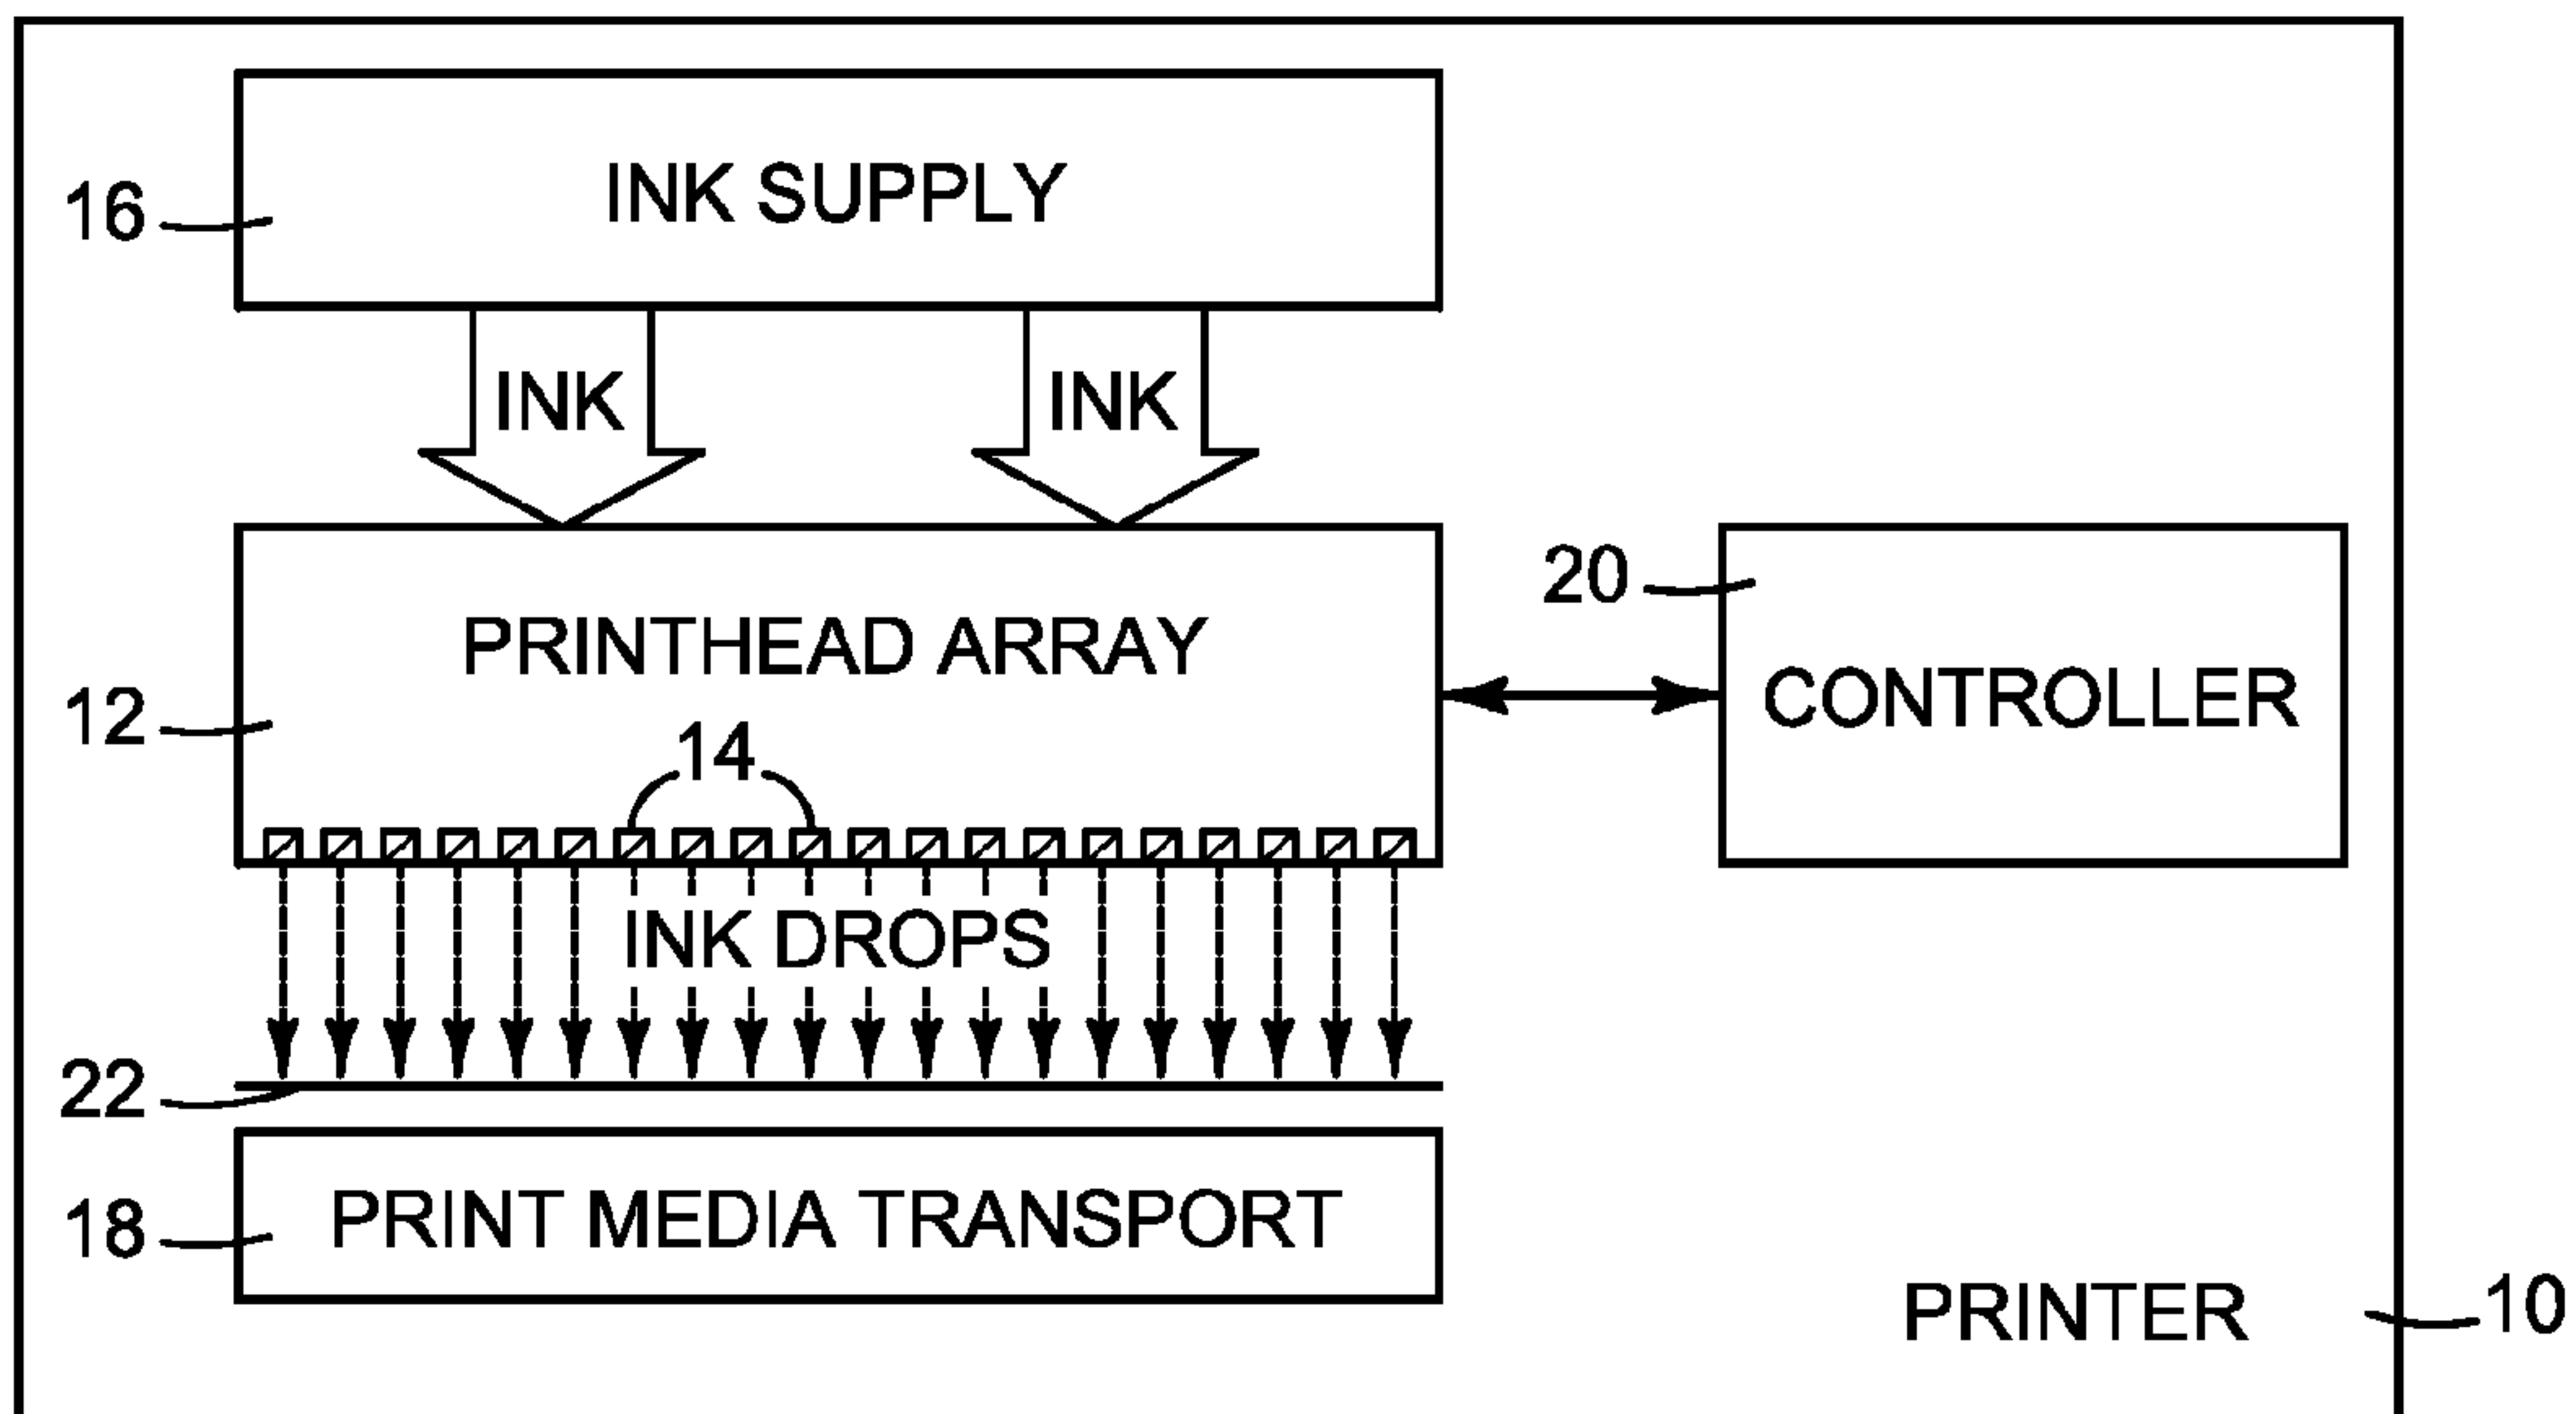 INK SUPPLY
16
INK INK
PRINTHEAD ARRAY
20
CONTROLLER
12
14
INK DROPS
22
PRINT MEDIA TRANSPORT
18
PRINTER
10